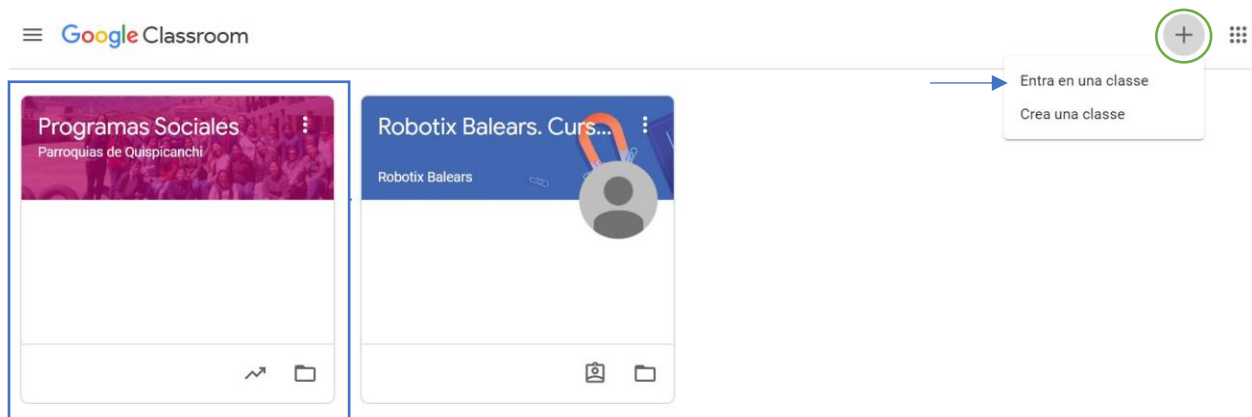 Google Classroom
Entra en una classe
Crea una classe
Programas Sociales
Parroquias de Quispicanchi
Robotix Balears. Curs...
Robotix Balears